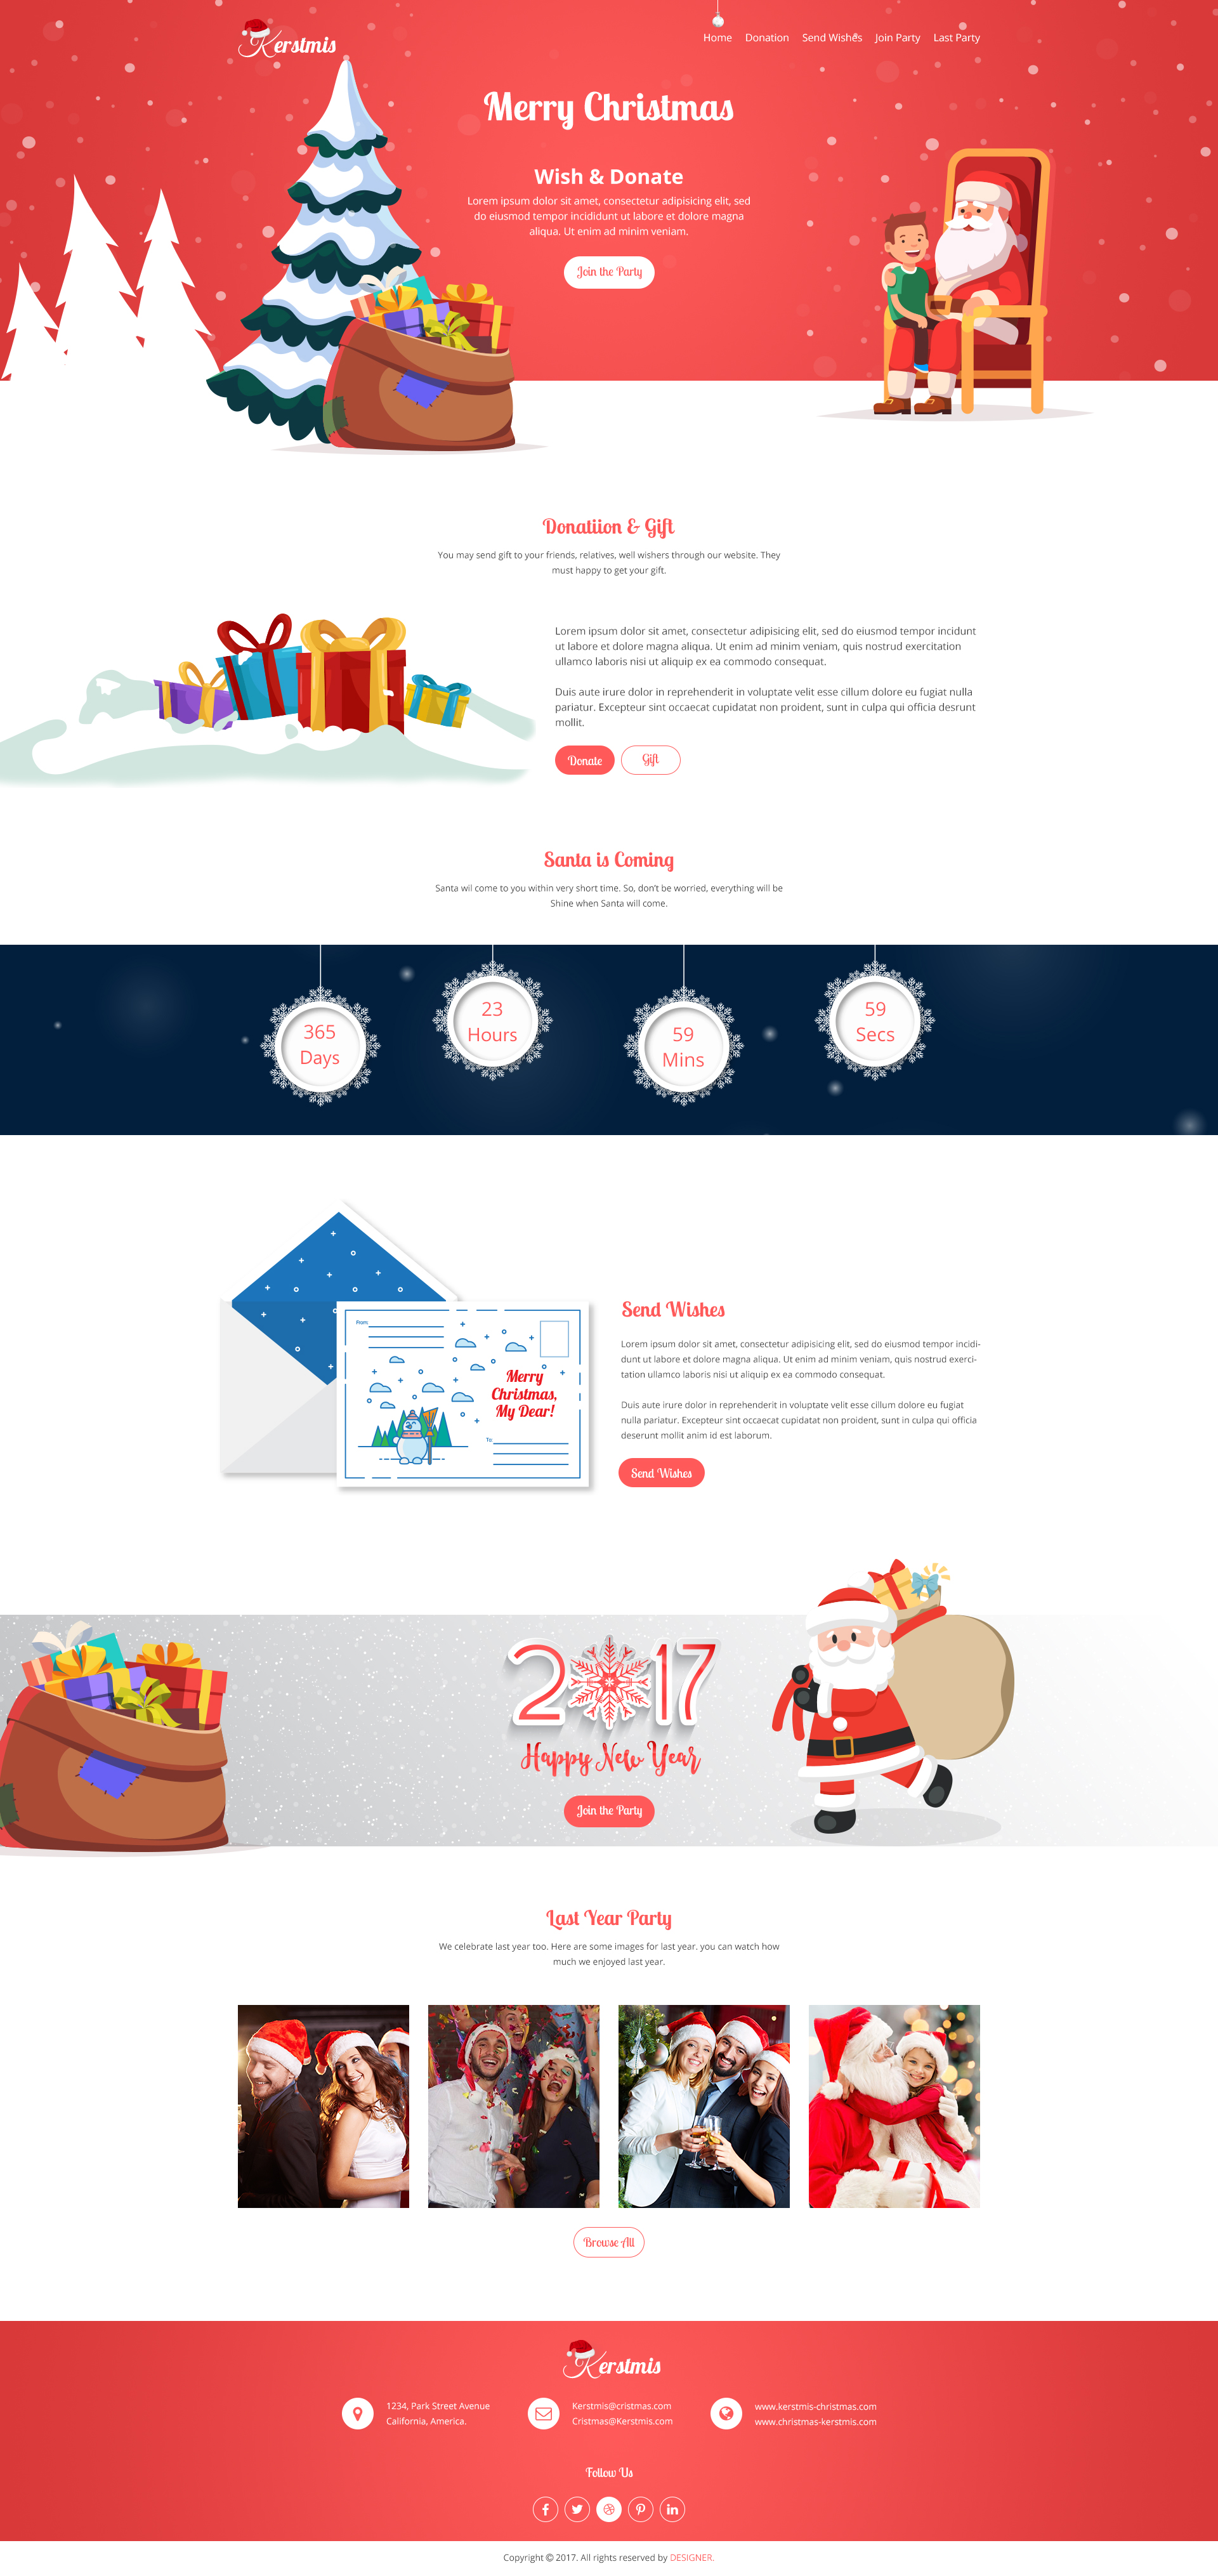 Kerstmis
Home Donation Send Wishes Join Party Last Party
Merry Christmas
Wish & Donate
Lorem ipsum dolor sit amet, consectetur adipisicing elit, sed
do eiusmod tempor incididunt ut labore et dolore magna
aliqua. Ut enim ad minim veniam.
Join the Party
Donatiion & Gift
You may send gift to your friends, relatives, well wishers through our website. They
must happy to get your gift.
Lorem ipsum dolor sit amet, consectetur adipisicing elit, sed do eiusmod tempor incidunt
ut labore et dolore magna aliqua. Ut enim ad minim veniam, quis nostrud exercitation
ullamco laboris nisi ut aliquip ex ea commodo consequat.
Duis aute irure dolor in reprehenderit in voluptate velit esse cillum dolore eu fugiat nulla
pariatur. Excepteur sint occaecat cupidatat non proident, sunt in culpa qui officia desrunt
mollit.
Donate Gift
Santa is Coming
Santa wil come to you within very short time. So, don't be worried, everything will be
Shine when Santa will come.
365
Days
23
Hours
59
Mins
59
Secs
From:
Merry
Christmas,
My Dear!
To:
Send Wishes
Lorem ipsum dolor sit amet, consectetur adipisicing elit, sed do eiusmod tempor incidi-
dunt ut labore et dolore magna aliqua. Ut enim ad minim veniam, quis nostrud exerci-
tation ullamco laboris nisi ut aliquip ex ea commodo consequat.
Duis aute irure dolor in reprehenderit in voluptate velit esse cillum dolore eu fugiat
nulla pariatur. Excepteur sint occaecat cupidatat non proident, sunt in culpa qui officia
deserunt mollit anim id est laborum.
Send Wishes
2017
Happy New Year
Join the Party
Last Year Party
We celebrate last year too. Here are some images for last year. you can watch how
much we enjoyed last year.
Browse All
Kerstmis
1234, Park Street Avenue
California, America.
Kerstmis@cristmas.com
Cristmas@Kerstmis.com
www.kerstmis-christmas.com
www.christmas-kerstmis.com
Follow Us
Copyright © 2017. All rights reserved by DESIGNER.